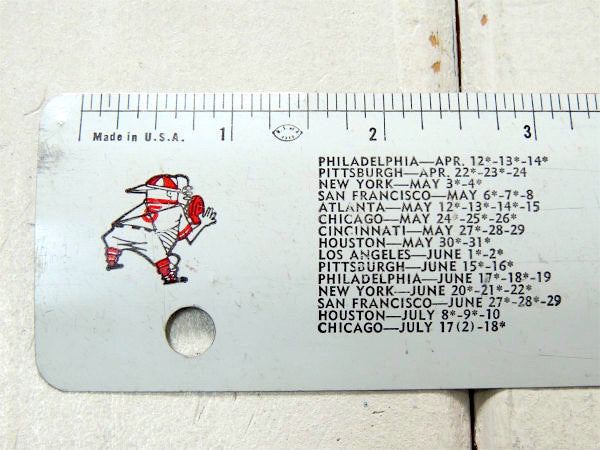 Made in U.S.A. 1 2 3
PHILADELPHIA—APR. 12*-13*-14*
PITTSBURGH—APR. 22*-23*-24
NEW YORK—MAY 3*-4*
SAN FRANCISCO—MAY 6*-7*-8
ATLANTA—MAY 12*-13*-14*-15
CHICAGO—MAY 24*-25*-26*
CINCINNATI—MAY 27*-28-29
HOUSTON—MAY 30*-31*
LOS ANGELES—JUNE 1*-2*
PITTSBURGH—JUNE 15*-16*
PHILADELPHIA—JUNE 17*-18*-19
NEW YORK—JUNE 20*-21*-22*
SAN FRANCISCO—JUNE 27*-28*-29
HOUSTON—JULY 8*-9*-10
CHICAGO—JULY 17(2)-18*